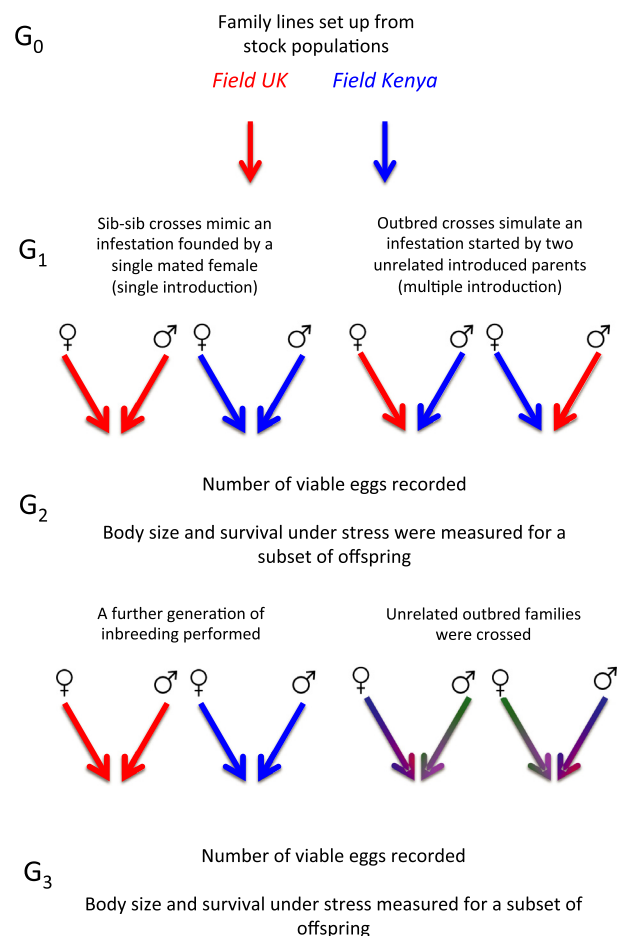 G0
Family lines set up from
stock populations
Field UK
Field Kenya
G1
Sib-sib crosses mimic an
infestation founded by a
single mated female
(single introduction)
Outbred crosses simulate an
infestation started by two
unrelated introduced parents
(multiple introduction)
♀ ♂ ♀ ♂ ♀ ♂ ♀ ♂
G2
Number of viable eggs recorded
Body size and survival under stress were measured for a
subset of offspring
A further generation of
inbreeding performed
Unrelated outbred families
were crossed
♀ ♂ ♀ ♂ ♀ ♂ ♀ ♂
G3
Number of viable eggs recorded
Body size and survival under stress measured for a subset of
offspring